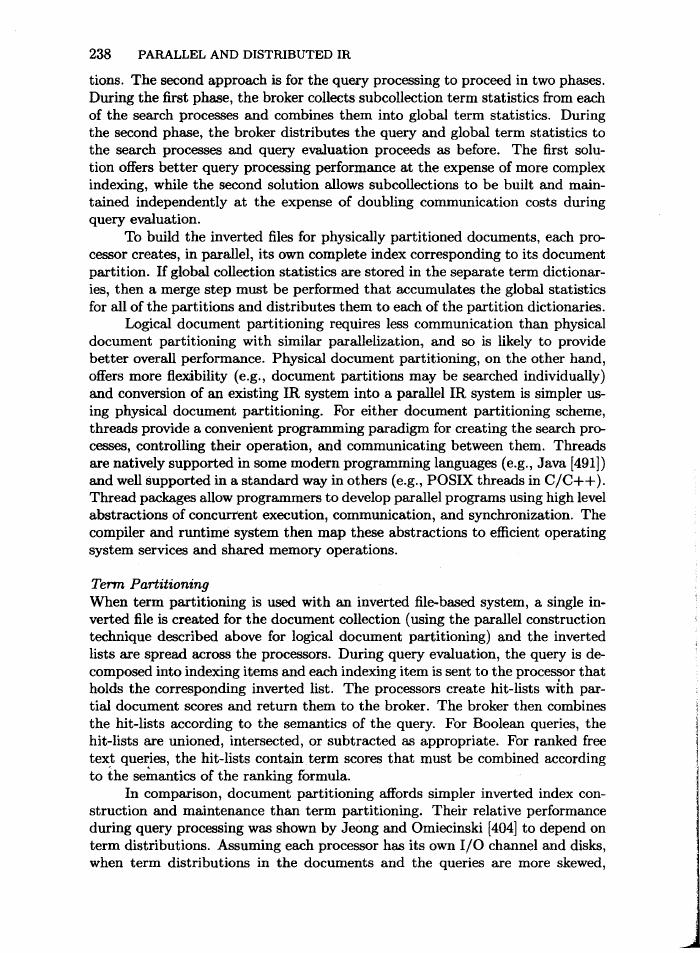 238 PARALLEL AND DISTRIBUTED IR
tions. The second approach is for the query processing to proceed in two phases.
During the first phase, the broker collects subcollection term statistics from each
of the search processes and combines them into global term statistics. During
the second phase, the broker distributes the query and global term statistics to
the search processes and query evaluation proceeds as before. The first solu-
tion offers better query processing performance at the expense of more complex
indexing, while the second solution allows subcollections to be built and main-
tained independently at the expense of doubling communication costs during
query evaluation.
To build the inverted files for physically partitioned documents, each pro-
cessor creates, in parallel, its own complete index corresponding to its document
partition. If global collection statistics are stored in the separate term dictionar-
ies, then a merge step must be performed that accumulates the global statistics
for all of the partitions and distributes them to each of the partition dictionaries.
Logical document partitioning requires less communication than physical
document partitioning with similar parallelization, and so is likely to provide
better overall performance. Physical document partitioning, on the other hand,
offers more flexibility (e.g., document partitions may be searched individually)
and conversion of an existing IR system into a parallel IR system is simpler us-
ing physical document partitioning. For either document partitioning scheme,
threads provide a convenient programming paradigm for creating the search pro-
cesses, controlling their operation, and communicating between them. Threads
are natively supported in some modern programming languages (e.g., Java [491])
and well supported in a standard way in others (e.g., POSIX threads in C/C++).
Thread packages allow programmers to develop parallel programs using high level
abstractions of concurrent execution, communication, and synchronization. The
compiler and runtime system then map these abstractions to efficient operating
system services and shared memory operations.
Term Partitioning
When term partitioning is used with an inverted file-based system, a single in-
verted file is created for the document collection (using the parallel construction
technique described above for logical document partitioning) and the inverted
lists are spread across the processors. During query evaluation, the query is de-
composed into indexing items and each indexing item is sent to the processor that
holds the corresponding inverted list. The processors create hit-lists with par-
tial document scores and return them to the broker. The broker then combines
the hit-lists according to the semantics of the query. For Boolean queries, the
hit-lists are unioned, intersected, or subtracted as appropriate. For ranked free
text queries, the hit-lists contain term scores that must be combined according
to the semantics of the ranking formula.
In comparison, document partitioning affords simpler inverted index con-
struction and maintenance than term partitioning. Their relative performance
during query processing was shown by Jeong and Omiecinski [404] to depend on
term distributions. Assuming each processor has its own I/O channel and disks,
when term distributions in the documents and the queries are more skewed,